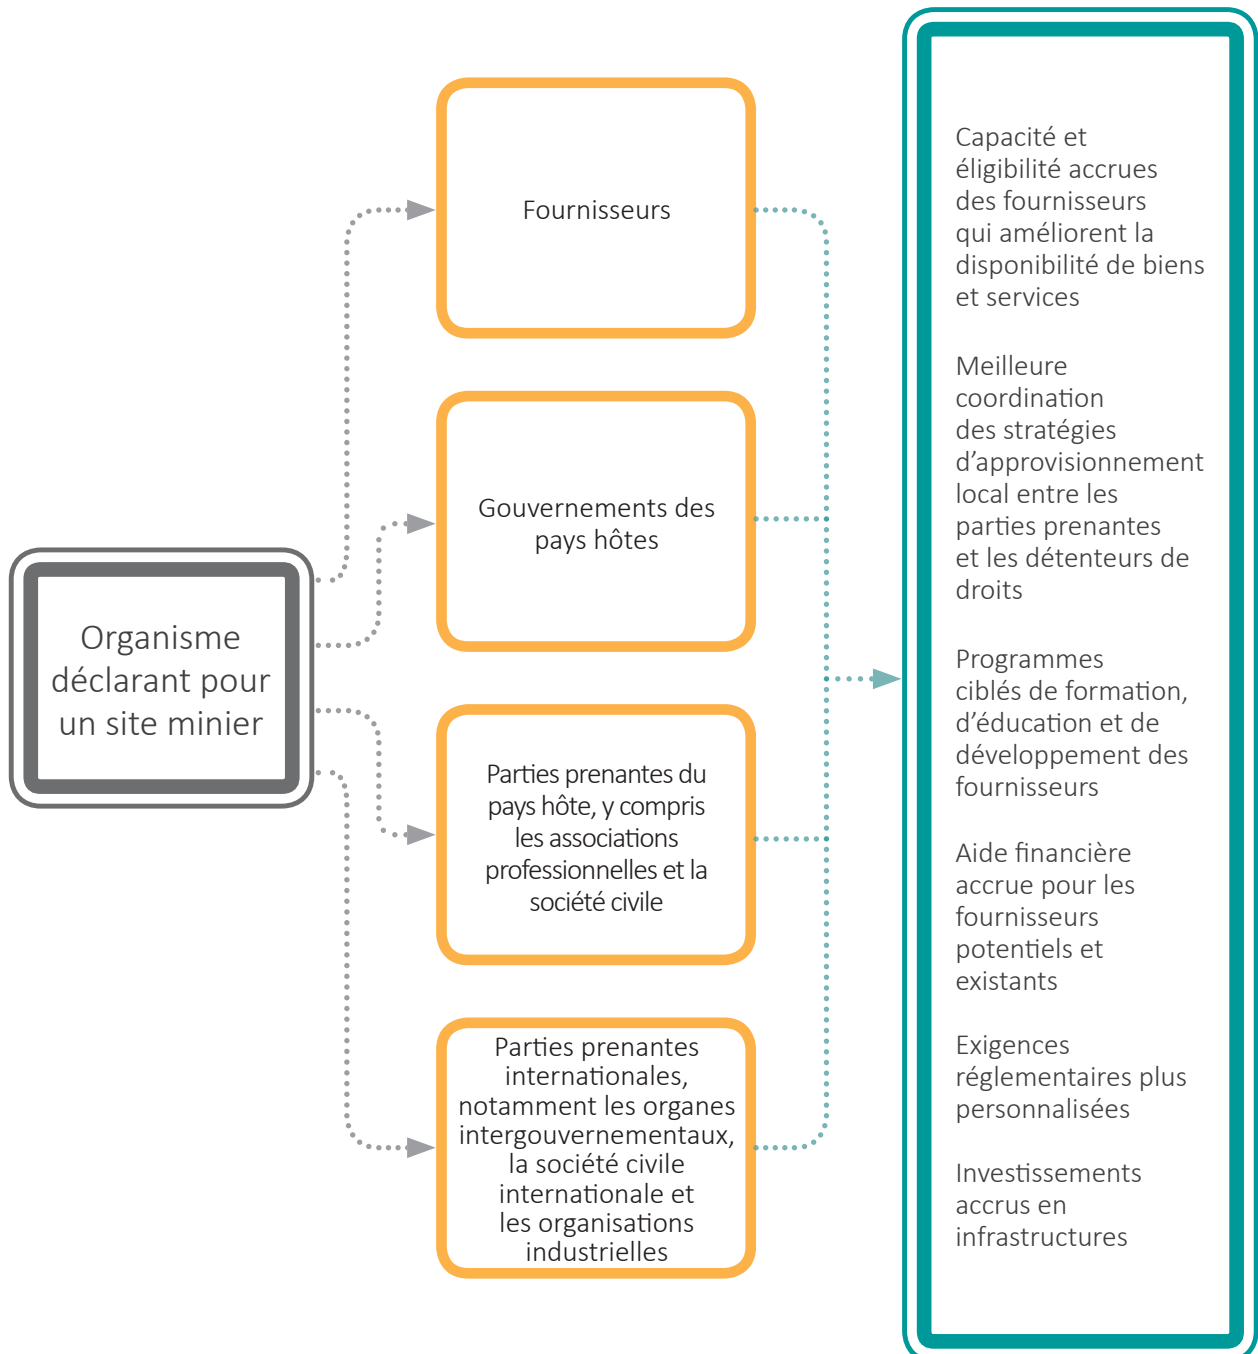 Organisme
déclarant pour
un site minier
Fournisseurs
Gouvernements des
pays hôtes
Parties prenantes du
pays hôte, y compris
les associations
professionnelles et la
société civile
Parties prenantes
internationales,
notamment les organes
intergouvernementaux,
la société civile
internationale et
les organisations
industrielles
Capacité et
éligibilité accrues
des fournisseurs
qui améliorent la
disponibilité de biens
et services
Meilleure
coordination
des stratégies
d’approvisionnement
local entre les
parties prenantes
et les détenteurs de
droits
Programmes
ciblés de formation,
d’éducation et de
développement des
fournisseurs
Aide financière
accrue pour les
fournisseurs
potentiels et
existants
Exigences
réglementaires plus
personnalisées
Investissements
accrus en
infrastructures